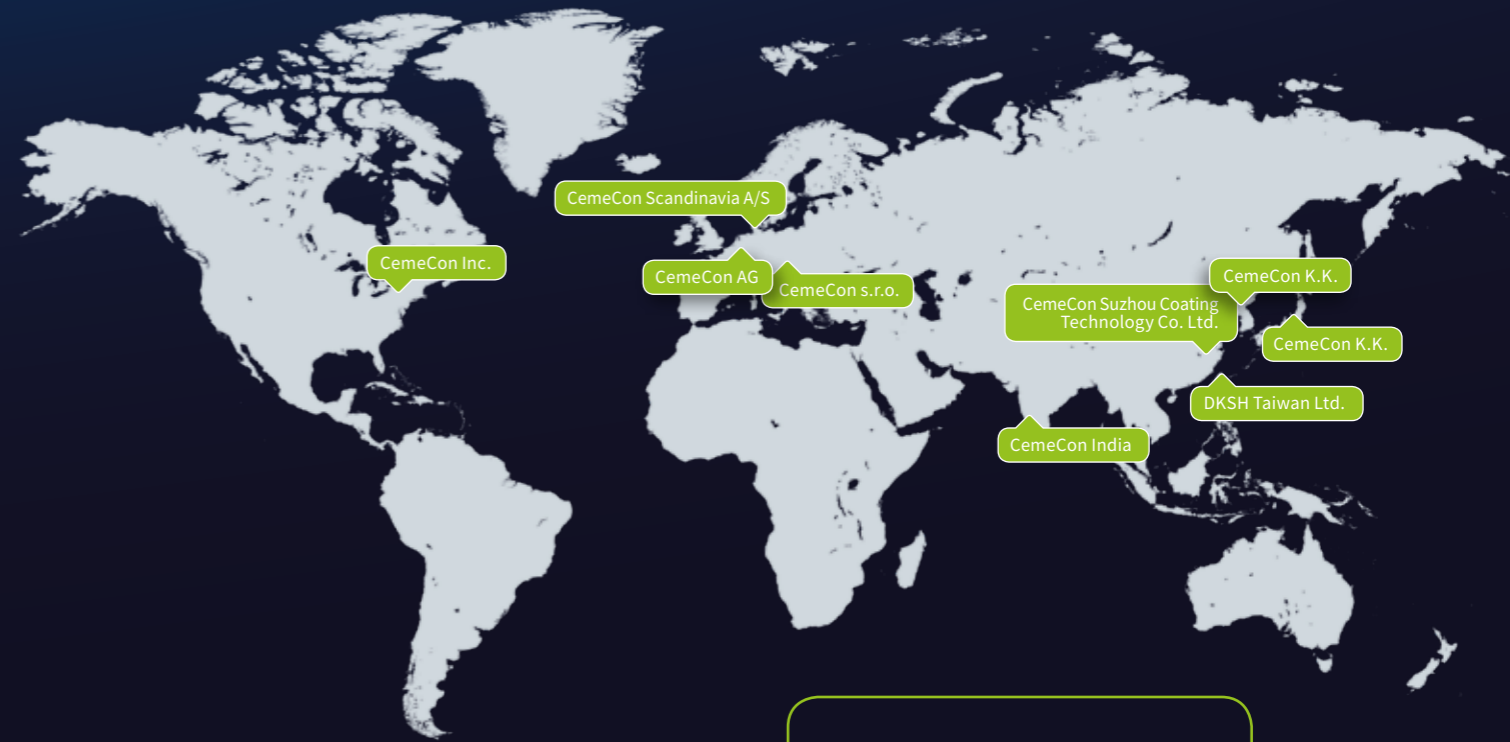 CemeCon Scandinavia A/S
CemeCon Inc.
CemeCon AG
CemeCon s.r.o.
CemeCon K.K.
CemeCon Suzhou Coating
Technology Co. Ltd.
CemeCon K.K.
DKSH Taiwan Ltd.
CemeCon India